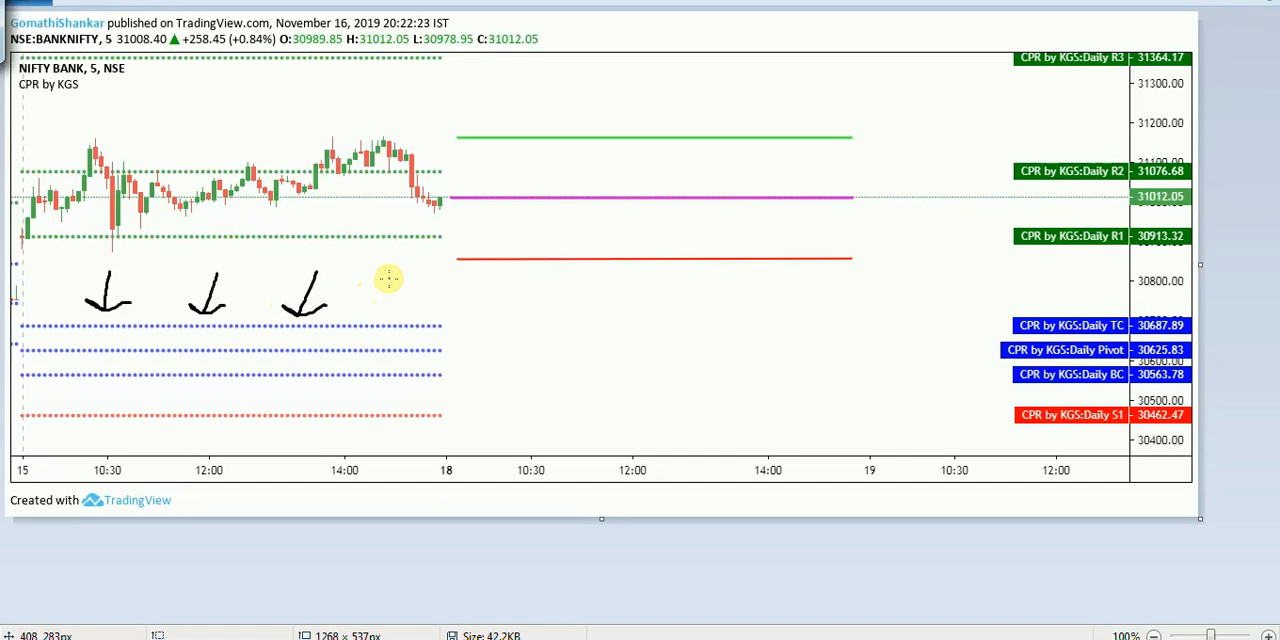 GomathiShankar published on TradingView.com, November 16, 2019 20:22:23 IST
NSE:BANKNIFTY, 5 31008.40 ▲ +258.45 (+0.84%) O:30989.85 H:31012.05 L:30978.95 C:31012.05
NIFTY BANK, 5, NSE
CPR by KGS
CPR by KGS:Daily R3 31364.17
31300.00
31200.00
31100.00
CPR by KGS:Daily R2 31076.68
31012.05
CPR by KGS:Daily R1 30913.32
30800.00
CPR by KGS:Daily TC 30687.89
CPR by KGS:Daily Pivot 30625.83
30600.00
CPR by KGS:Daily BC 30563.78
30500.00
CPR by KGS:Daily S1 30462.47
30400.00
15 10:30 12:00 14:00 18 10:30 12:00 14:00 19 10:30 12:00
Created with TradingView
408, 283px 1268 × 537px Size: 42.2KB 100%